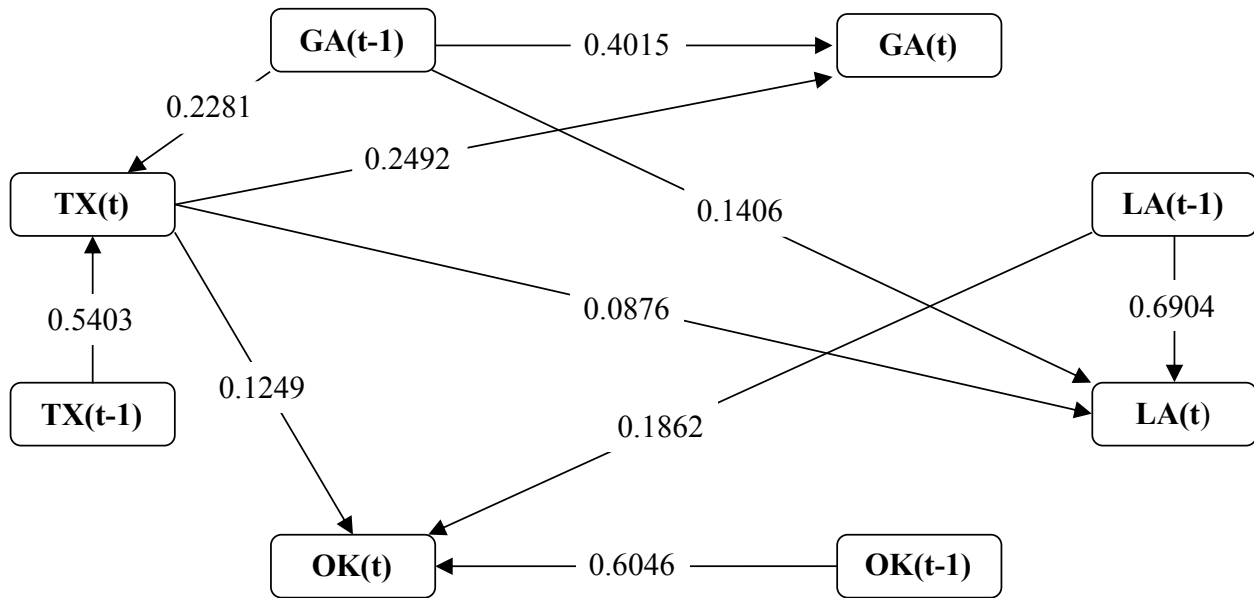 GA(t-1)
0.4015
GA(t)
0.2281
0.2492
TX(t)
0.1406
LA(t-1)
0.5403
0.0876
0.6904
0.1249
TX(t-1)
0.1862
LA(t)
OK(t)
0.6046
OK(t-1)